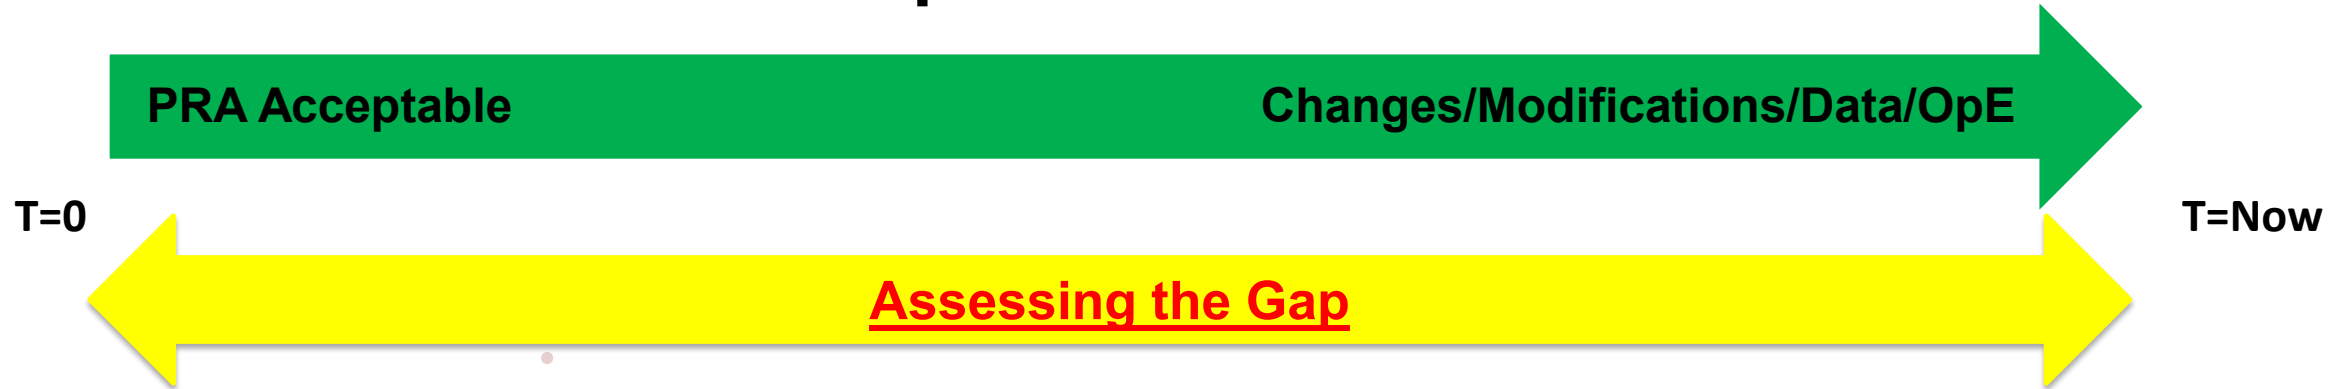 PRA Acceptable
Changes/Modifications/Data/OpE
T=0
T=Now
Assessing the Gap